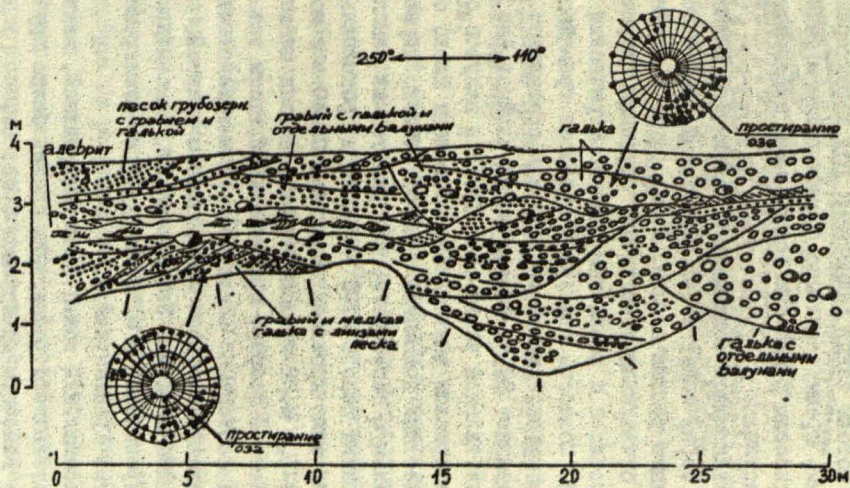 250° 110°
песок грубозерн.
с гравием и
галькой
гравий с галькой и
отдельными валунами
галька
простирание
оза
м
алеврит
4
3
2
1
0
гравий и мелкая
галька с линзами
песка
галька с
отдельными
валунами
простирание
оза
0 5 10 15 20 25 30м